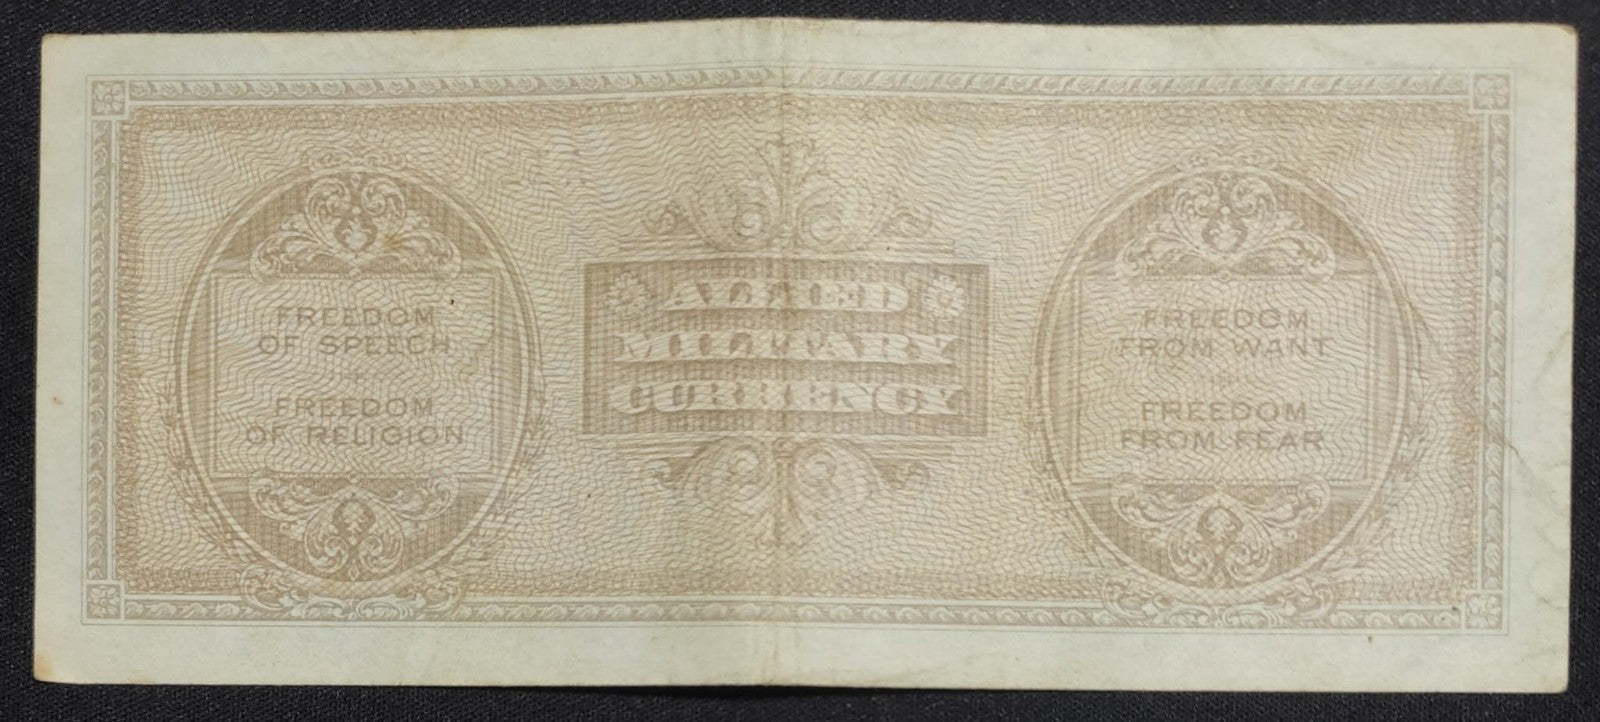 FREEDOM
OF SPEECH
FREEDOM
OF RELIGION
ALLIED
MILITARY
CURRENCY
FREEDOM
FROM WANT
FREEDOM
FROM FEAR